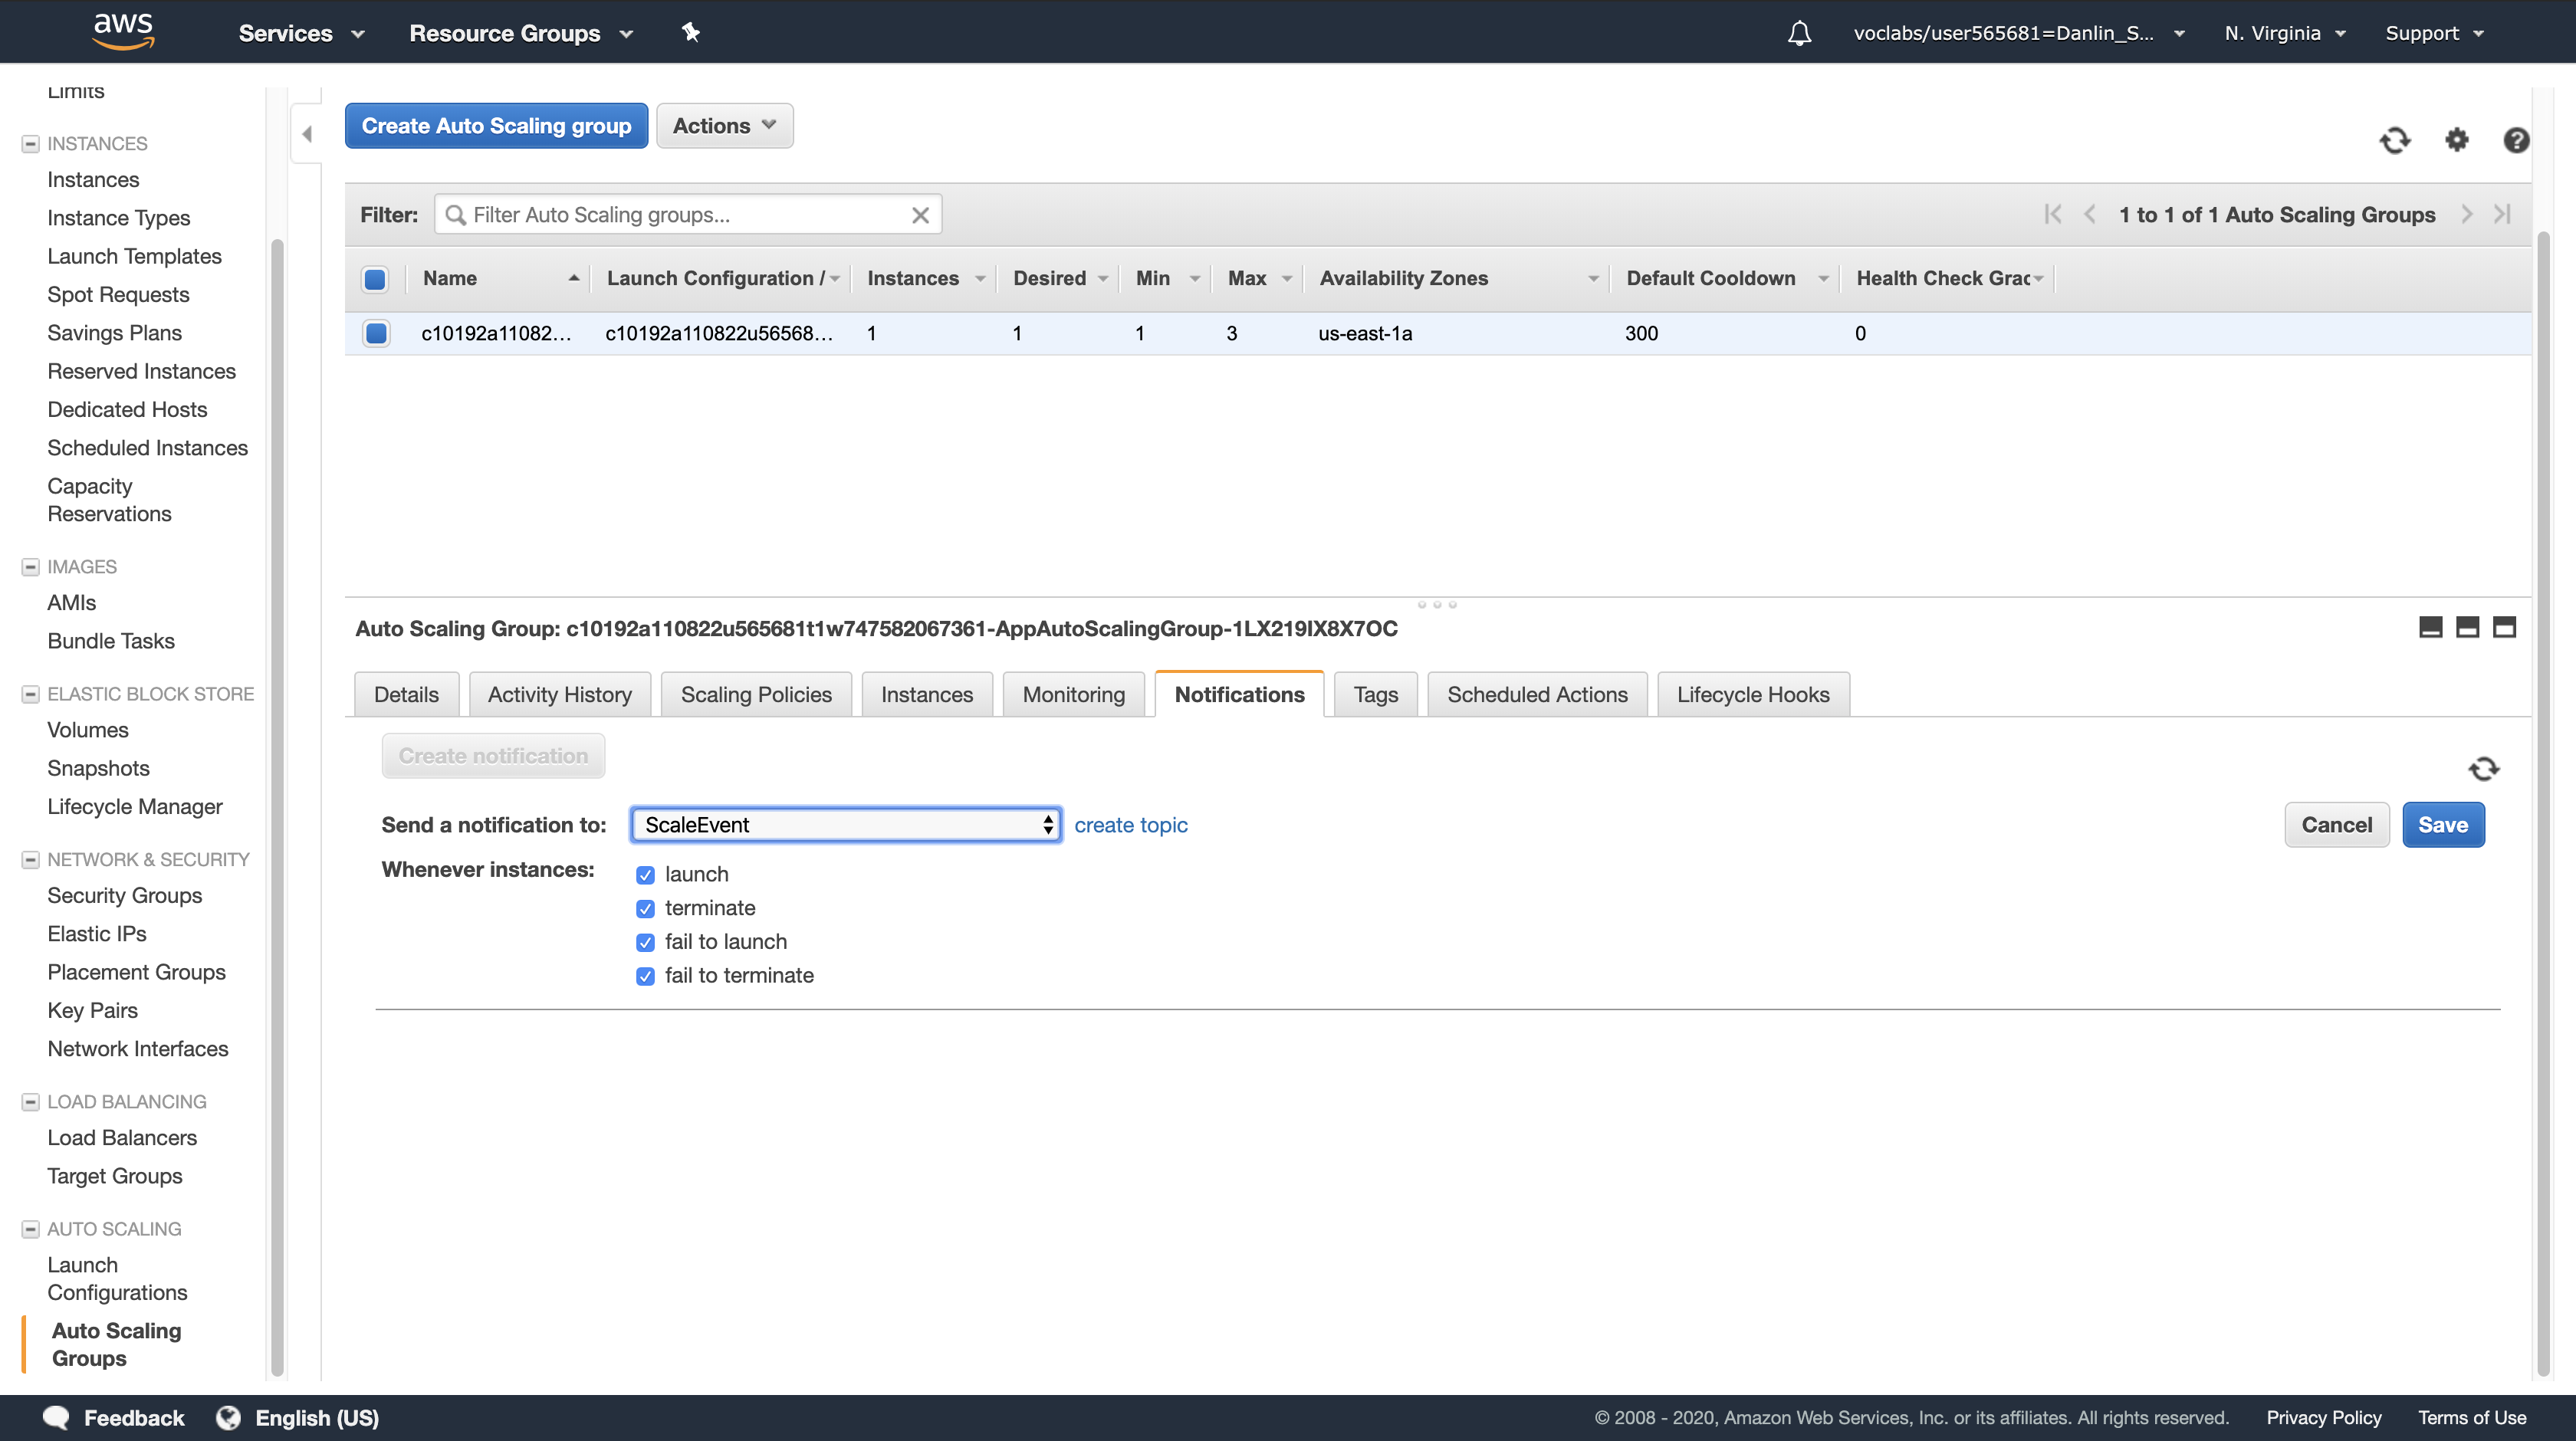 aws
Services
Resource Groups
voclabs/user565681=Danlin_S...
N. Virginia
Support
Limits
INSTANCES
Instances
Instance Types
Launch Templates
Spot Requests
Savings Plans
Reserved Instances
Dedicated Hosts
Scheduled Instances
Capacity
Reservations
IMAGES
AMIs
Bundle Tasks
ELASTIC BLOCK STORE
Volumes
Snapshots
Lifecycle Manager
NETWORK & SECURITY
Security Groups
Elastic IPs
Placement Groups
Key Pairs
Network Interfaces
LOAD BALANCING
Load Balancers
Target Groups
AUTO SCALING
Launch
Configurations
Auto Scaling
Groups
Create Auto Scaling group
Actions
Filter:
Filter Auto Scaling groups...
1 to 1 of 1 Auto Scaling Groups
Name
Launch Configuration /
Instances
Desired
Min
Max
Availability Zones
Default Cooldown
Health Check Grac
c10192a11082...
c10192a110822u56568...
1
1
1
3
us-east-1a
300
0
Auto Scaling Group: c10192a110822u565681t1w747582067361-AppAutoScalingGroup-1LX219IX8X7OC
Details
Activity History
Scaling Policies
Instances
Monitoring
Notifications
Tags
Scheduled Actions
Lifecycle Hooks
Create notification
Send a notification to:
ScaleEvent
create topic
Cancel
Save
Whenever instances:
launch
terminate
fail to launch
fail to terminate
Feedback
English (US)
© 2008 - 2020, Amazon Web Services, Inc. or its affiliates. All rights reserved.
Privacy Policy
Terms of Use